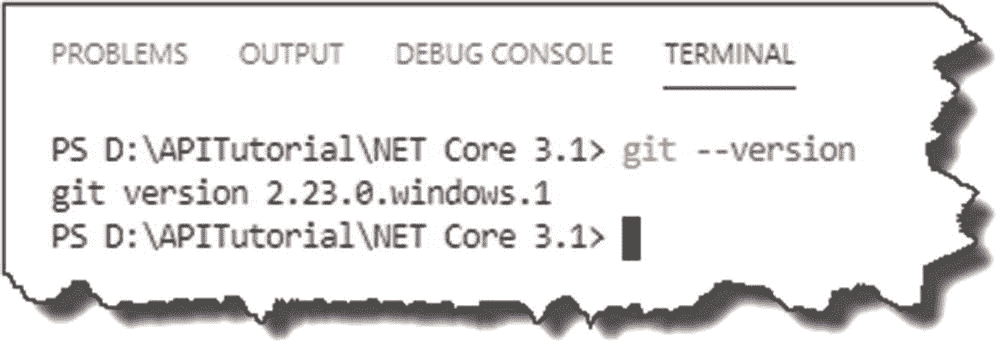 PROBLEMS OUTPUT DEBUG CONSOLE TERMINAL
PS D:\APITutorial\NET Core 3.1> git --version
git version 2.23.0.windows.1
PS D:\APITutorial\NET Core 3.1>